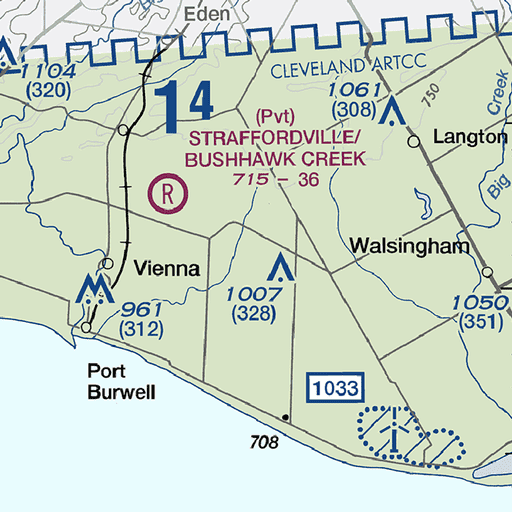 Eden
1104
(320)
CLEVELAND ARTCC
14
1061
(308)
750
Creek
(Pvt)
STRAFFORDVILLE/
BUSHHAWK CREEK
715 – 36
Langton
R
Big
Walsingham
Vienna
961
(312)
1007
(328)
1050
(351)
Port
Burwell
1033
708